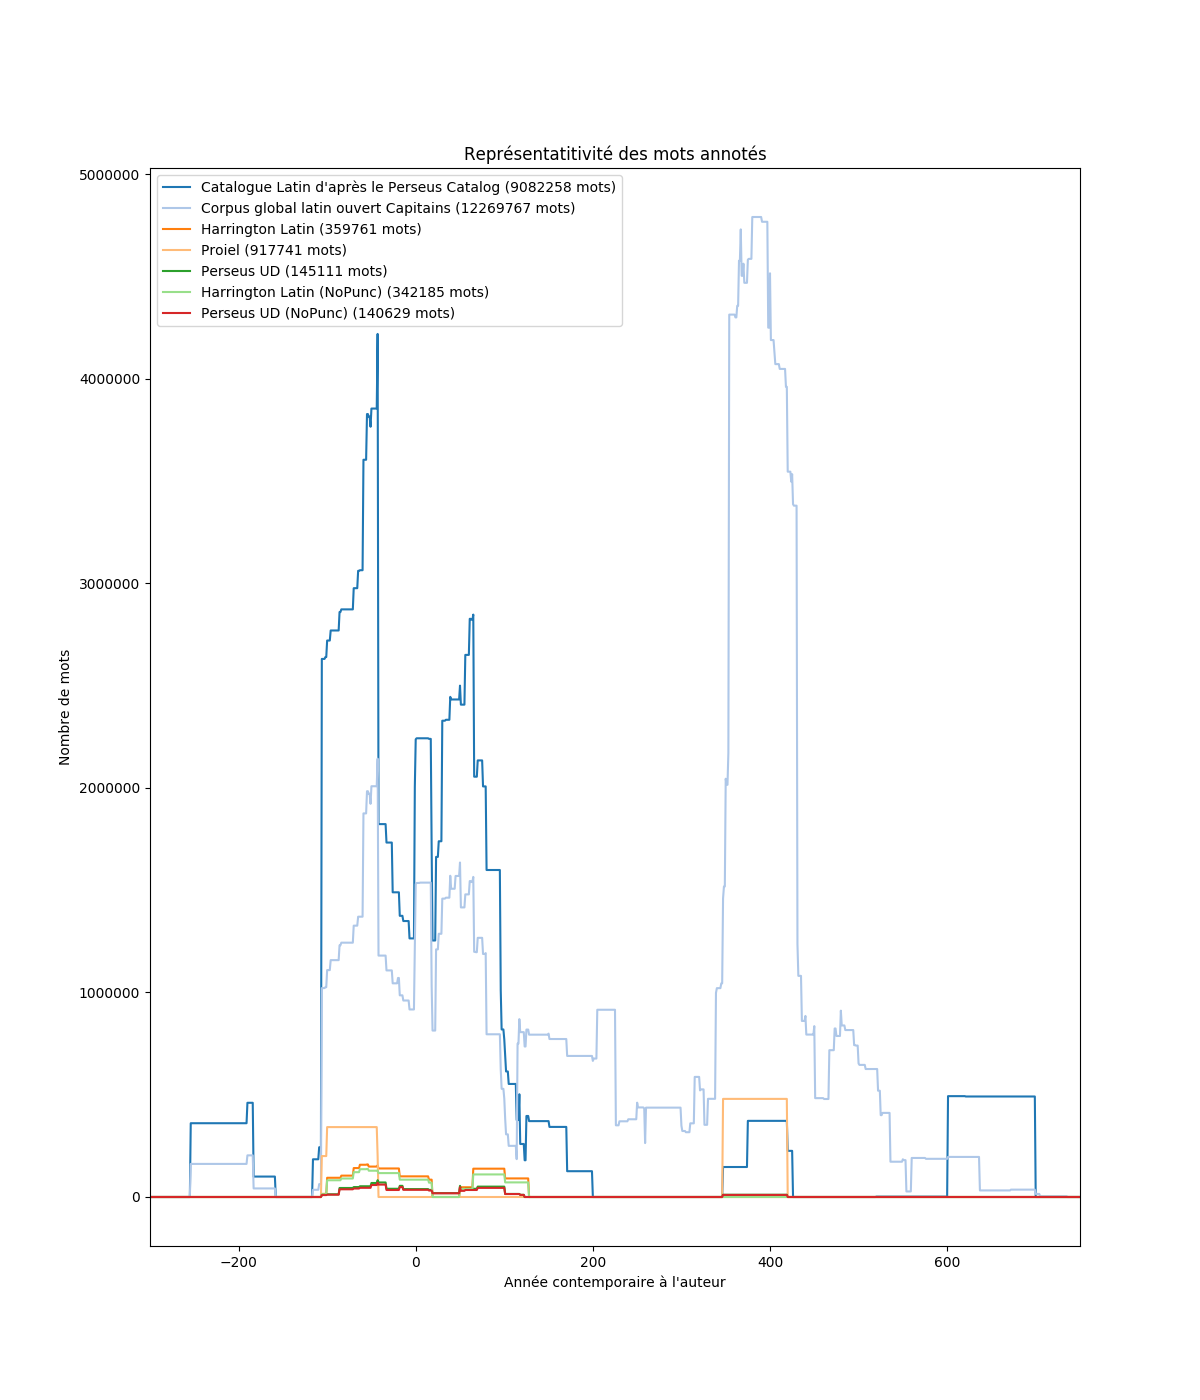 Représentatitivité des mots annotés
5000000
4000000
3000000
2000000
1000000
0
Nombre de mots
Catalogue Latin d'après le Perseus Catalog (9082258 mots)
Corpus global latin ouvert Capitains (12269767 mots)
Harrington Latin (359761 mots)
Proiel (917741 mots)
Perseus UD (145111 mots)
Harrington Latin (NoPunc) (342185 mots)
Perseus UD (NoPunc) (140629 mots)
−200 0 200 400 600
Année contemporaire à l'auteur